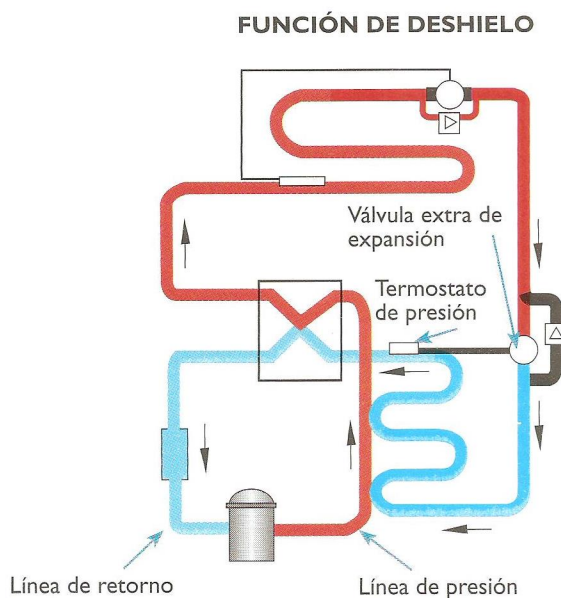 FUNCIÓN DE DESHIELO
Válvula extra de
expansión
Termostato
de presión
Línea de retorno
Línea de presión